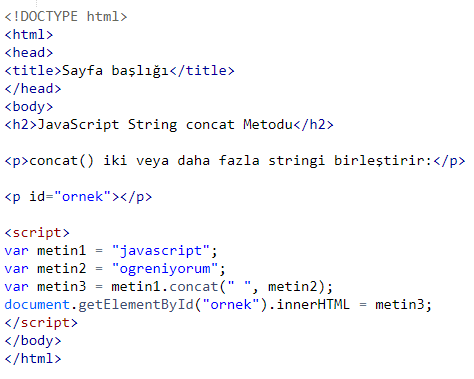 <!DOCTYPE html>
<html>
<head>
<title>Sayfa başlığı</title>
</head>
<body>
<h2>JavaScript String concat Metodu</h2>
<p>concat() iki veya daha fazla stringi birleştirir:</p>
<p id="ornek"></p>
<script>
var metin1 = "javascript";
var metin2 = "ogreniyorum";
var metin3 = metin1.concat(" ", metin2);
document.getElementById("ornek").innerHTML = metin3;
</script>
</body>
</html>